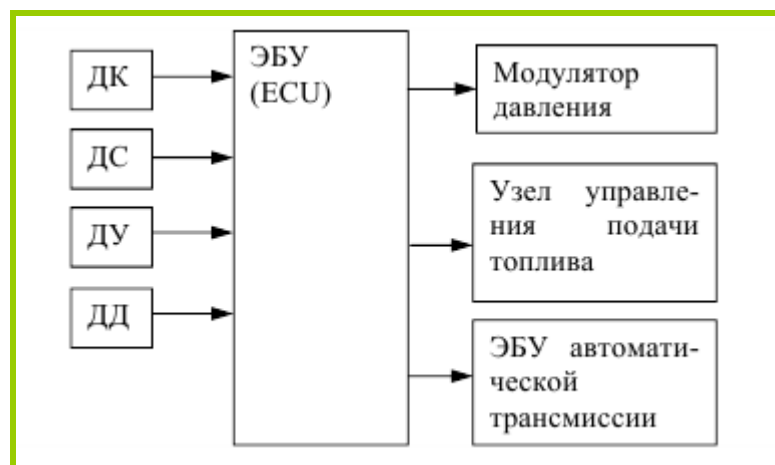 ДК
ДС
ДУ
ДД
ЭБУ
(ECU)
Модулятор
давления
Узел управле-
ния подачи
топлива
ЭБУ автомати-
ческой
трансмиссии